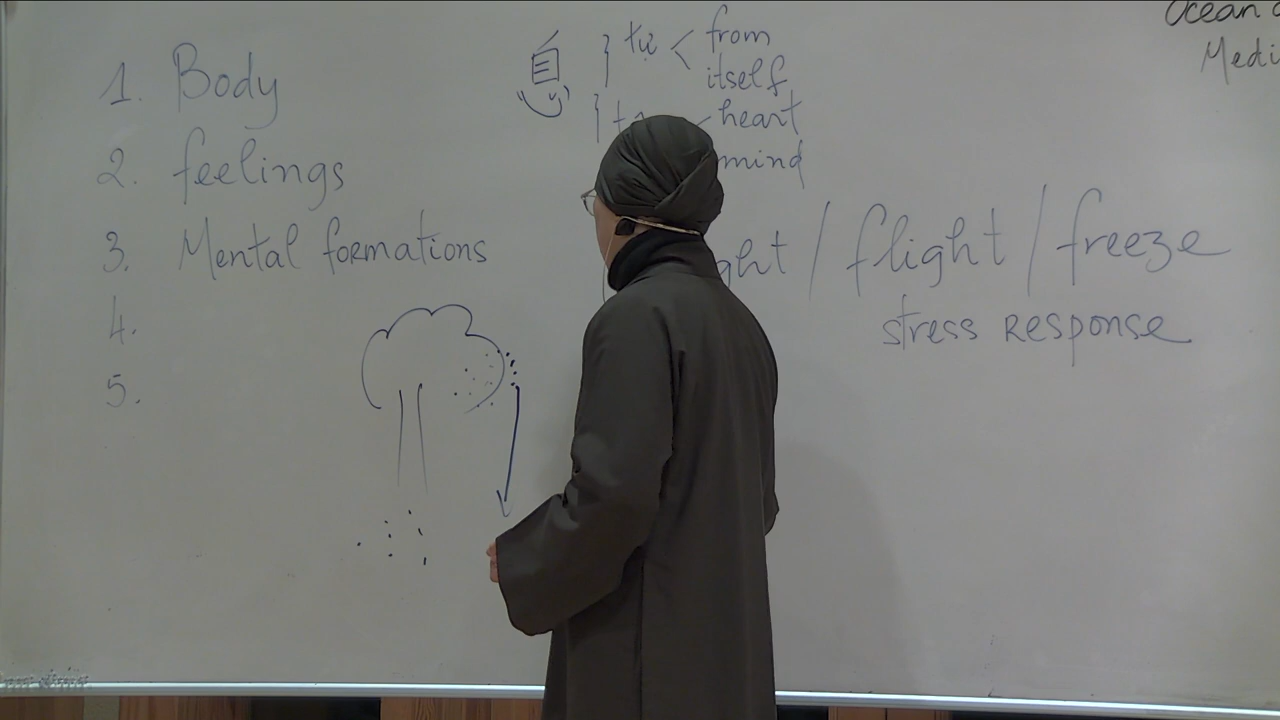 1. Body
2. feelings
3. Mental formations
4.
5.
自 } tự < from
itself
heart
mind
/ flight / freeze
stress RESPONSE
Ocean